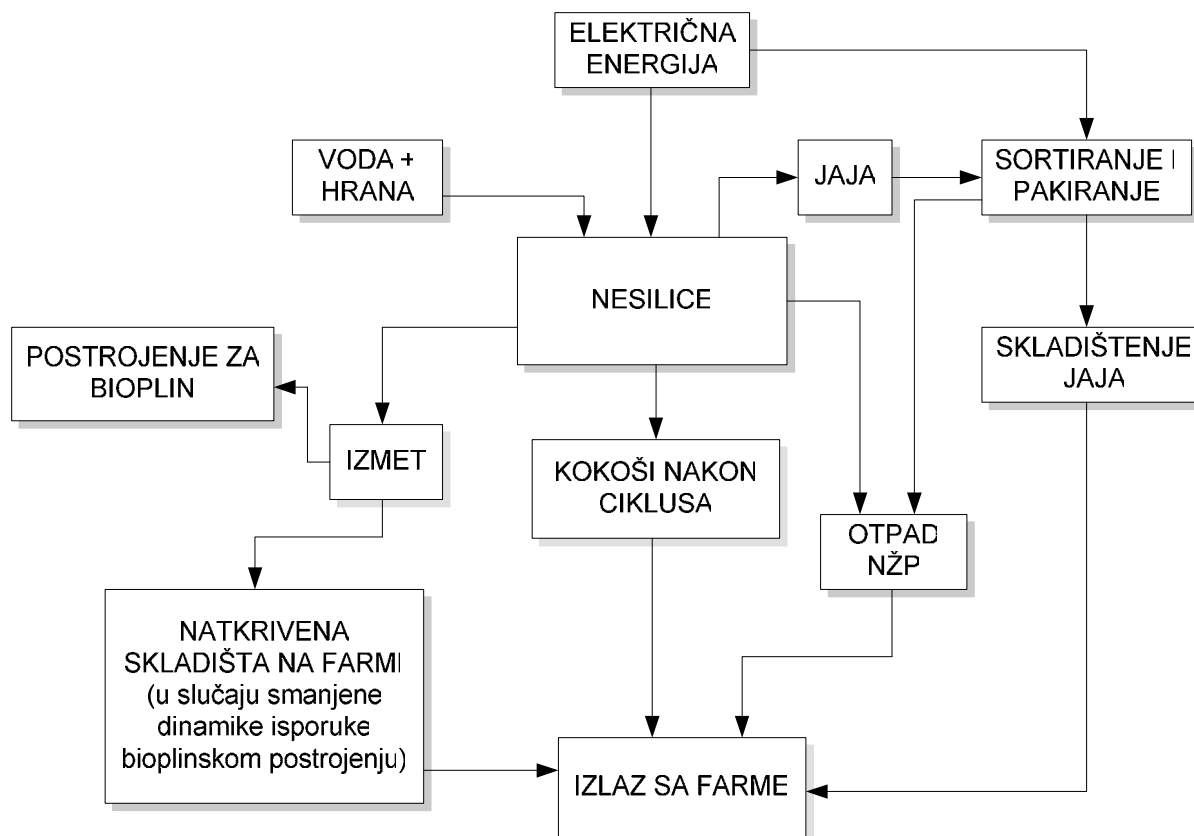 ELEKTRIČNA
ENERGIJA
VODA +
HRANA
JAJA
SORTIRANJE I
PAKIRANJE
NESILICE
POSTROJENJE ZA
BIOPLIN
SKLADIŠTENJE
JAJA
IZMET
KOKOŠI NAKON
CIKLUSA
OTPAD
NŽP
NATKRIVENA
SKLADIŠTA NA FARMI
(u slučaju smanjene
dinamike isporuke
bioplinskom postrojenju)
IZLAZ SA FARME